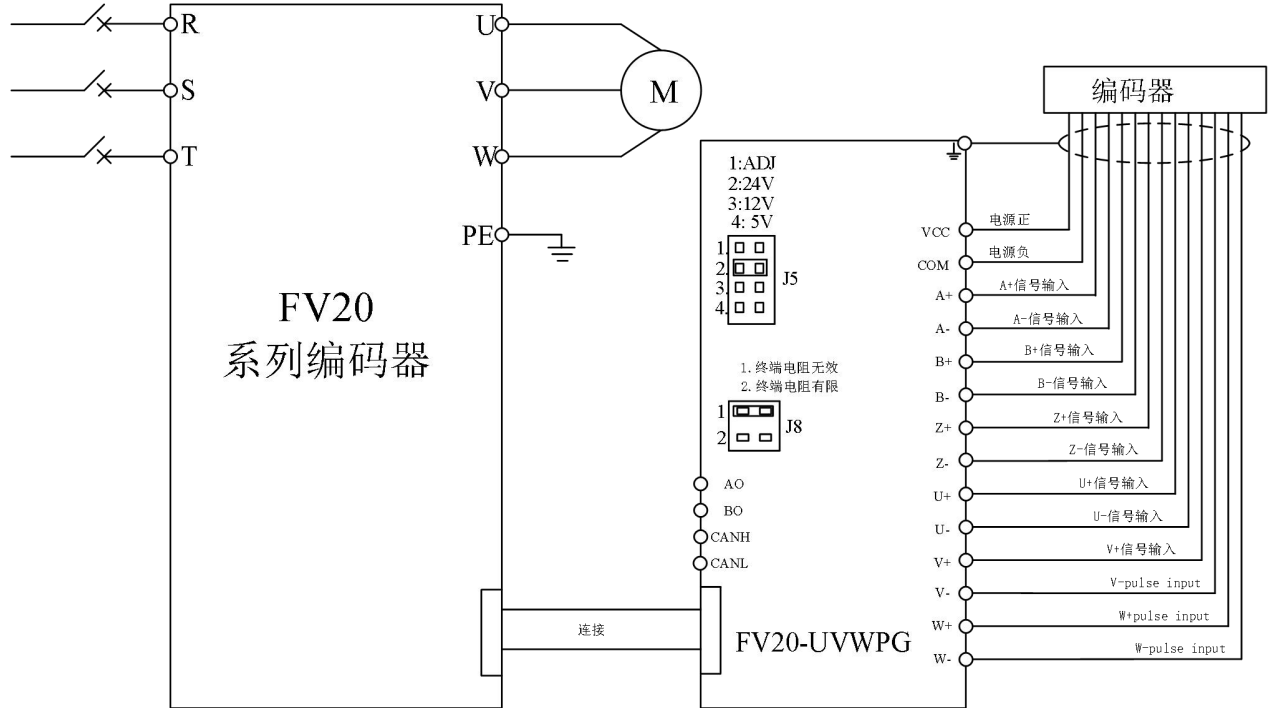 R
S
T
U
V
W
PE
M
FV20
系列编码器
连接
1:ADJ
2:24V
3:12V
4: 5V
1.
2.
3.
4.
J5
1.终端电阻无效
2.终端电阻有限
1
2
J8
AO
BO
CANH
CANL
FV20-UVWPG
编码器
VCC 电源正
COM 电源负
A+ A+信号输入
A- A-信号输入
B+ B+信号输入
B- B-信号输入
Z+ Z+信号输入
Z- Z-信号输入
U+ U+信号输入
U- U-信号输入
V+ V+信号输入
V- V-pulse input
W+ W+pulse input
W- W-pulse input